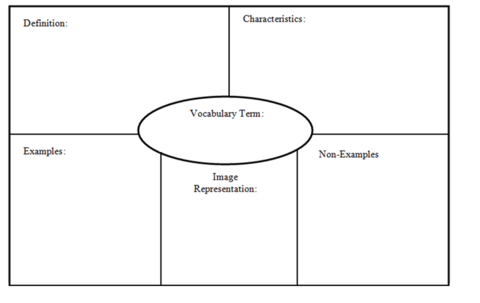 Definition:
Characteristics:
Vocabulary Term:
Examples:
Image
Representation:
Non-Examples